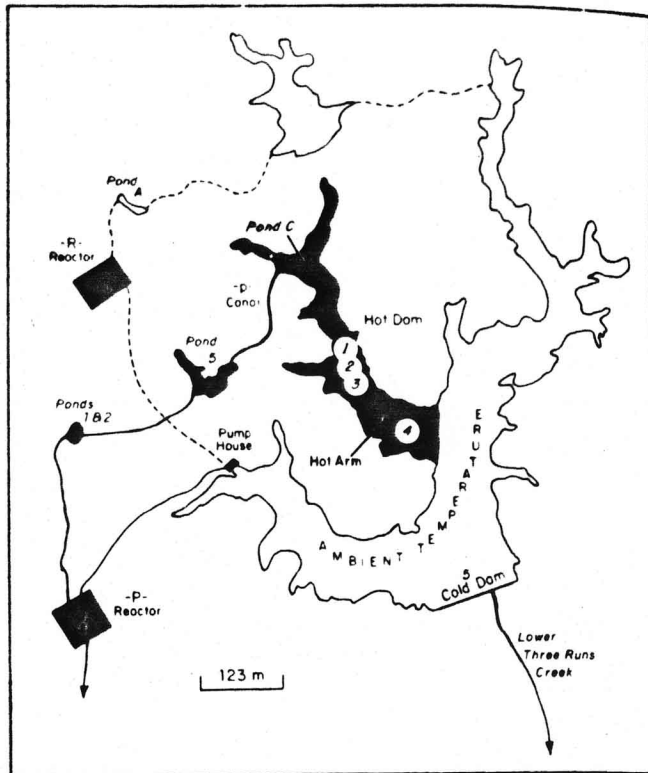 Pond
A
-R-
Reactor
Pond C
-P-
Canal
Hot Dam
Pond
5
1
2
3
4
Ponds
1 & 2
Pump
House
Hot Arm
AMBIENT TEMPERATURE
5
Cold Dam
-P-
Reactor
Lower
Three Runs
Creek
123 m